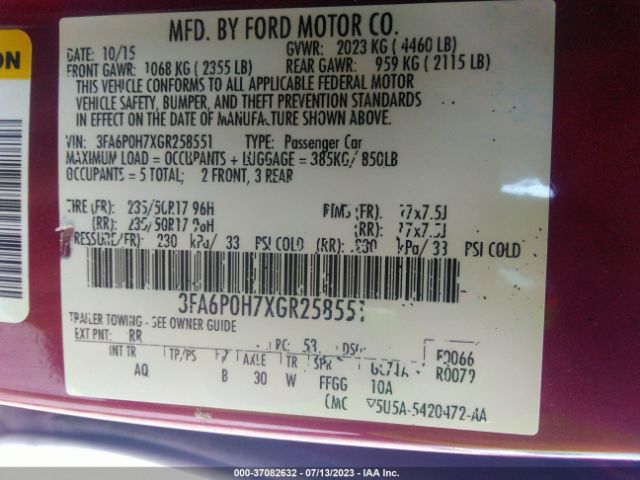 ON
MFD. BY FORD MOTOR CO.
DATE: 10/15 GVWR: 2023 KG ( 4460 LB)
FRONT GAWR: 1068 KG ( 2355 LB) REAR GAWR: 959 KG ( 2115 LB)
THIS VEHICLE CONFORMS TO ALL APPLICABLE FEDERAL MOTOR
VEHICLE SAFETY, BUMPER, AND THEFT PREVENTION STANDARDS
IN EFFECT ON THE DATE OF MANUFACTURE SHOWN ABOVE.
VIN: 3FA6P0H7XGR258551 TYPE: Passenger Car
MAXIMUM LOAD = OCCUPANTS + LUGGAGE = 385KG/ 850LB
OCCUPANTS = 5 TOTAL: 2 FRONT, 3 REAR
TIRE (FR): 235/50R17 96H RIMS (FR): 17x7.5J
(RR): 235/50R17 96H (RR): 17x7.5J
PRESSURE(FR): 230 kPa/ 33 PSI COLD (RR): 230 kPa/33 PSI COLD
3FA6P0H7XGR258551
TRAILER TOWING - SEE OWNER GUIDE
EXT PNT: RR RC: 53 DSO: F0066
INT TR TP/PS AXLE TR SPR R0079
AQ B 30 W FFGG 10A
5U5A-5420472-AA
000-37082632 - 07/13/2023 - IAAI.COM